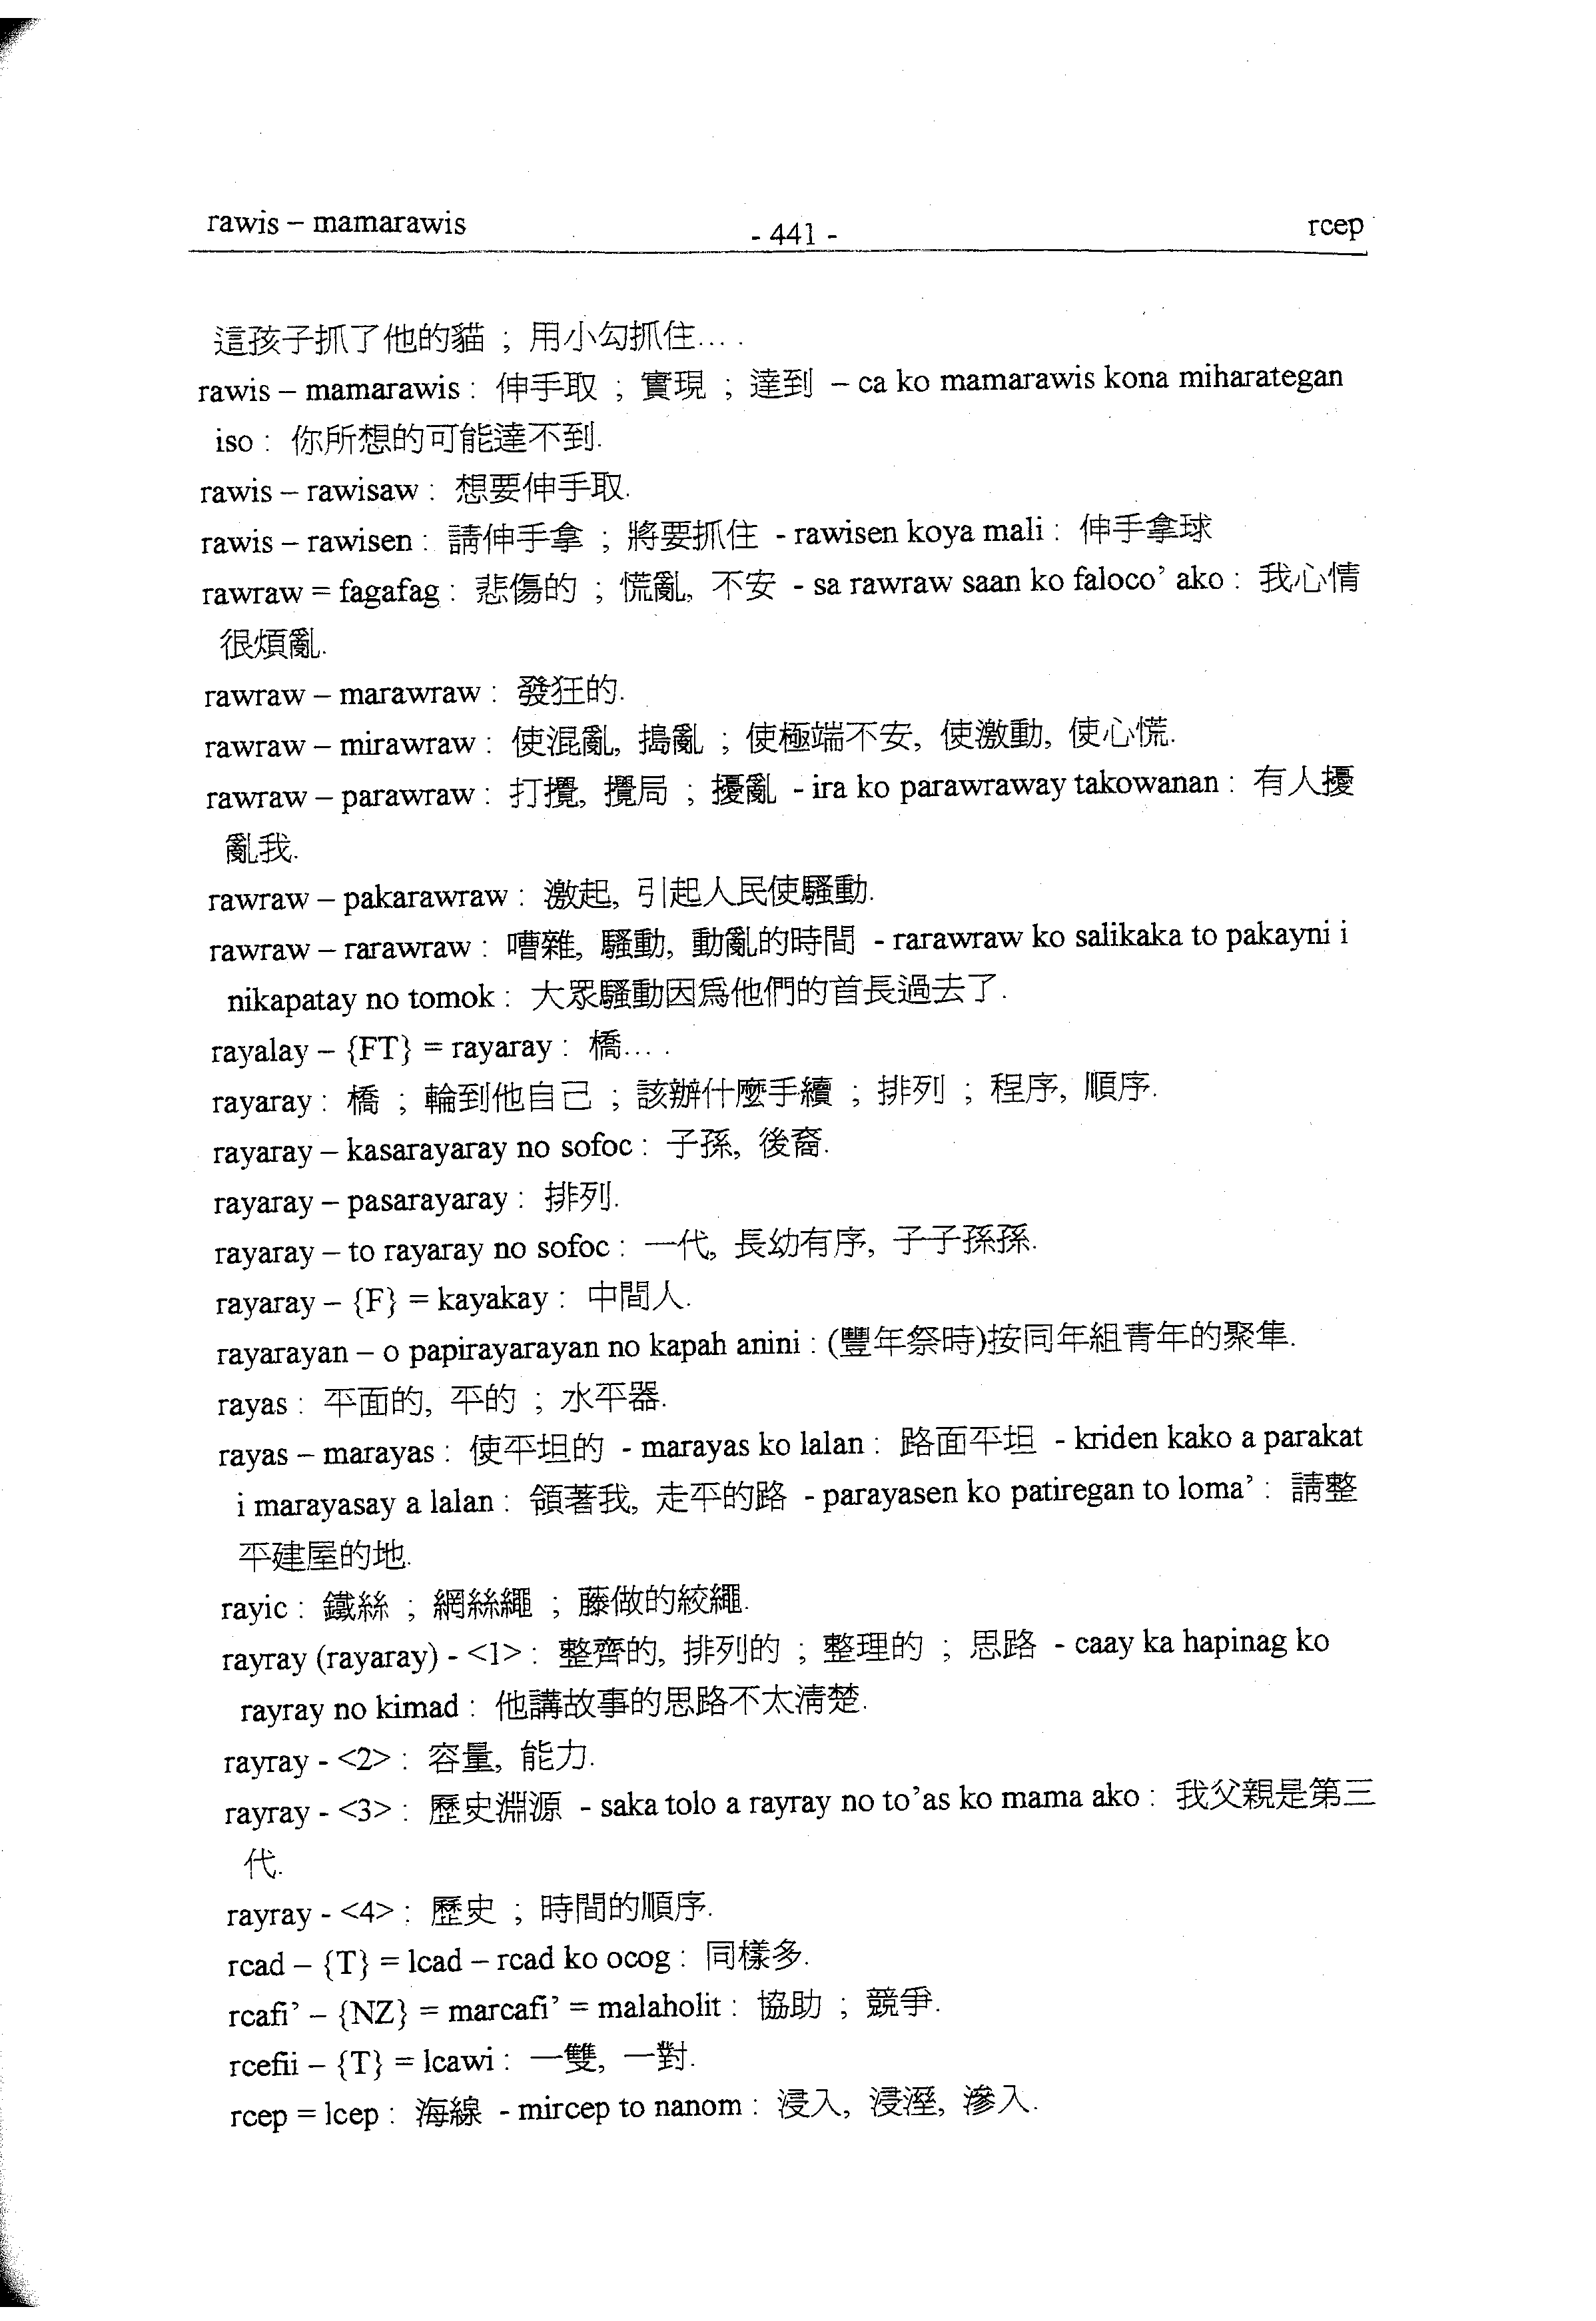 rawis – mamarawis - 441 - rcep
這孩子抓了他的貓 ; 用小勾抓住... .
rawis – mamarawis : 伸手取 ; 實現 ; 達到 – ca ko mamarawis kona miharategan
iso : 你所想的可能達不到.
rawis – rawisaw : 想要伸手取.
rawis – rawisen : 請伸手拿 ; 將要抓住 - rawisen koya mali : 伸手拿球
rawraw = fagafag : 悲傷的 ; 慌亂, 不安 - sa rawraw saan ko faloco’ ako : 我心情
很煩亂.
rawraw – marawraw : 發狂的.
rawraw – mirawraw : 使混亂, 搗亂 ; 使極端不安, 使激動, 使心慌.
rawraw – parawraw : 打攪, 攪局 ; 擾亂 - ira ko parawraway takowanan : 有人擾
亂我.
rawraw – pakarawraw : 激起, 引起人民使騷動.
rawraw – rarawraw : 嘈雜, 騷動, 動亂的時間 - rarawraw ko salikaka to pakayni i
nikapatay no tomok : 大眾騷動因爲他們的首長過去了.
rayalay – {FT} = rayaray : 橋... .
rayaray : 橋 ; 輪到他自己 ; 該辦什麼手續 ; 排列 ; 程序, 順序.
rayaray – kasarayaray no sofoc : 子孫, 後裔.
rayaray – pasarayaray : 排列.
rayaray – to rayaray no sofoc : 一代, 長幼有序, 子子孫孫.
rayaray – {F} = kayakay : 中間人.
rayarayan – o papirayarayan no kapah anini : (豐年祭時)按同年組青年的聚隼.
rayas : 平面的, 平的 ; 水平器.
rayas – marayas : 使平坦的 - marayas ko lalan : 路面平坦 - kriden kako a parakat
i marayasay a lalan : 領著我, 走平的路 - parayasen ko patiregan to loma’ : 請整
平建屋的地.
rayic : 鐵絲 ; 網絲繩 ; 藤做的絞繩.
rayray (rayaray) - <1> : 整齊的, 排列的 ; 整理的 ; 思路 - caay ka hapinag ko
rayray no kimad : 他講故事的思路不太清楚.
rayray - <2> : 容量, 能力.
rayray - <3> : 歷史淵源 - saka tolo a rayray no to’as ko mama ako : 我父親是第三
代.
rayray - <4> : 歷史 ; 時間的順序.
rcad – {T} = lcad – rcad ko ocog : 同樣多.
rcafi’ – {NZ} = marcafi’ = malaholit : 協助 ; 競爭.
rcefii – {T} = lcawi : 一雙, 一對.
rcep = lcep : 海線 - mircep to nanom : 浸入, 浸溼, 滲入.